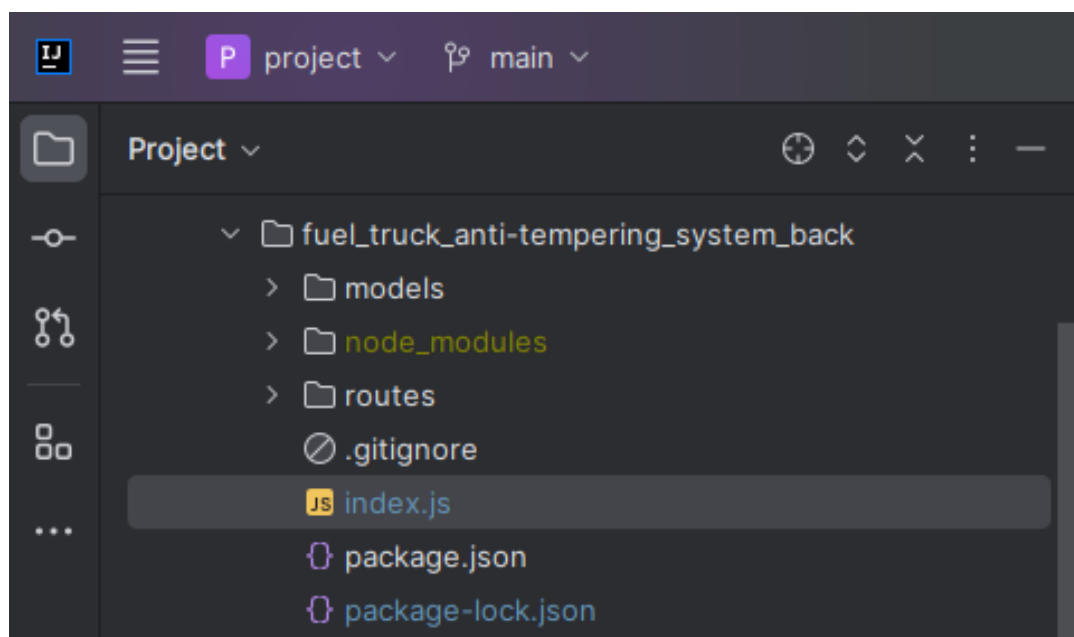 IJ P project main
Project
fuel_truck_anti-tempering_system_back
models
node_modules
routes
.gitignore
JS index.js
{} package.json
{} package-lock.json